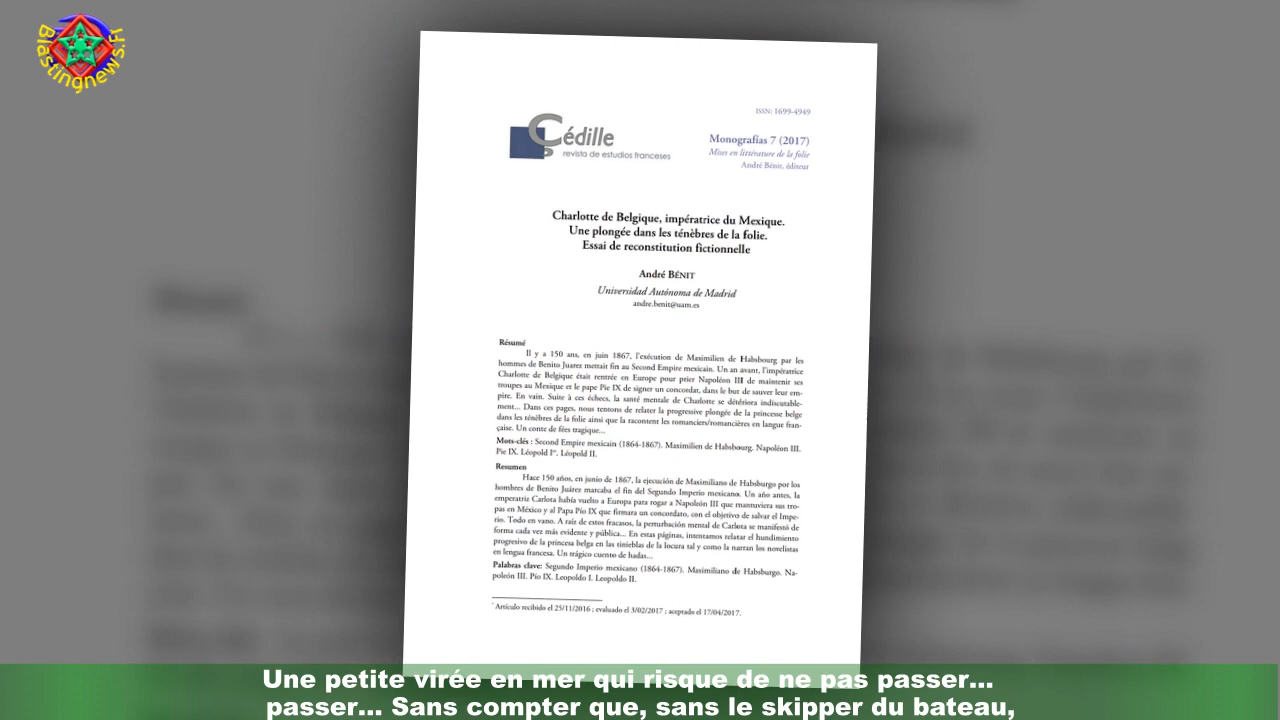 Blastingnews.Fr
ISSN: 1699-4949
Cédille
revista de estudios franceses
Monografías 7 (2017)
Mises en littérature de la folie
André Bénit, éditeur
Charlotte de Belgique, impératrice du Mexique.
Une plongée dans les ténèbres de la folie.
Essai de reconstitution fictionnelle
André BÉNIT
Universidad Autónoma de Madrid
andre.benit@uam.es
Résumé
Il y a 150 ans, en juin 1867, l'exécution de Maximilien de Habsbourg par les
hommes de Benito Juarez mettait fin au Second Empire mexicain. Un an avant, l'impératrice
Charlotte de Belgique était rentrée en Europe pour prier Napoléon III de maintenir ses
troupes au Mexique et le pape Pie IX de signer un concordat, dans le but de sauver leur em-
pire. En vain. Suite à ces échecs, la santé mentale de Charlotte se détériora indiscutable-
ment... Dans ces pages, nous tentons de relater la progressive plongée de la princesse belge
dans les ténèbres de la folie ainsi que la racontent les romanciers/romancières en langue fran-
çaise. Un conte de fées tragique...
Mots-clés : Second Empire mexicain (1864-1867). Maximilien de Habsbourg. Napoléon III.
Pie IX. Léopold Iᵉʳ. Léopold II.
Resumen
Hace 150 años, en junio de 1867, la ejecución de Maximiliano de Habsburgo por los
hombres de Benito Juárez marcaba el fin del Segundo Imperio mexicano. Un año antes, la
emperatriz Carlota había vuelto a Europa para rogar a Napoleón III que mantuviera sus tro-
pas en México y al Papa Pío IX que firmara un concordato, con el objetivo de salvar el Impe-
rio. Todo en vano. A raíz de estos fracasos, la perturbación mental de Carlota se manifestó de
forma cada vez más evidente y pública... En estas páginas, intentamos relatar el hundimiento
progresivo de la princesa belga en las tinieblas de la locura tal y como la narran los novelistas
en lengua francesa. Un trágico cuento de hadas...
Palabras clave: Segundo Imperio mexicano (1864-1867). Maximiliano de Habsburgo. Na-
poleón III. Pío IX. Leopoldo I. Leopoldo II.
* Artículo recibido el 25/11/2016 ; evaluado el 3/02/2017 ; aceptado el 17/04/2017.
Une petite virée en mer qui risque de ne pas passer...
passer... Sans compter que, sans le skipper du bateau,